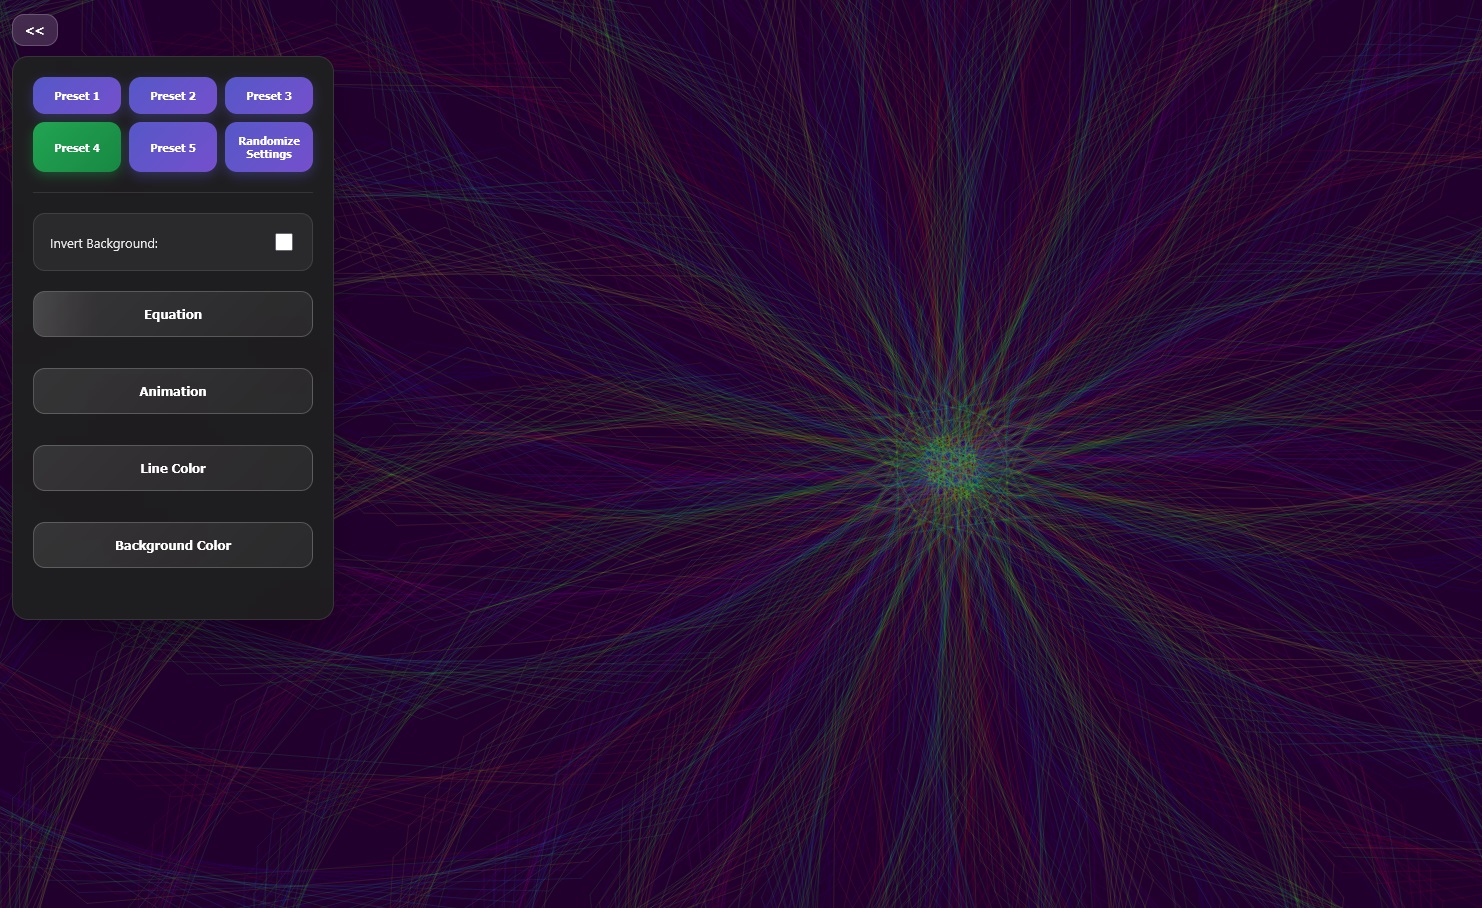 <<
Preset 1
Preset 2
Preset 3
Preset 4
Preset 5
Randomize
Settings
Invert Background:
Equation
Animation
Line Color
Background Color